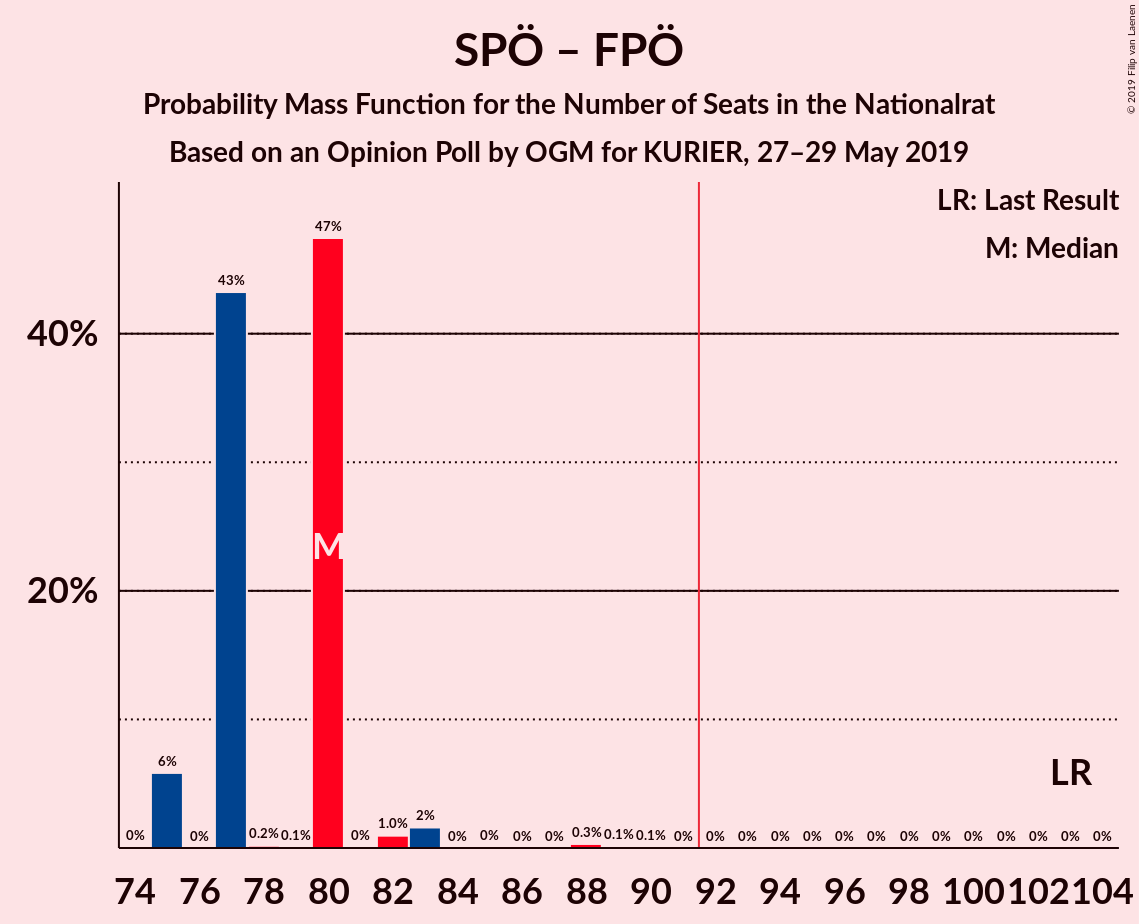 SPÖ – FPÖ
Probability Mass Function for the Number of Seats in the Nationalrat
Based on an Opinion Poll by OGM for KURIER, 27–29 May 2019
© 2019 Filip van Laenen
LR: Last Result
M: Median
40%
20%
0% 6% 0% 43% 0.2% 0.1% 47% 0% 1.0% 2% 0% 0% 0% 0% 0.3% 0.1% 0.1% 0% 0% 0% 0% 0% 0% 0% 0% 0% 0% 0% 0% 0% 0%
M
LR
74 76 78 80 82 84 86 88 90 92 94 96 98 100 102 104